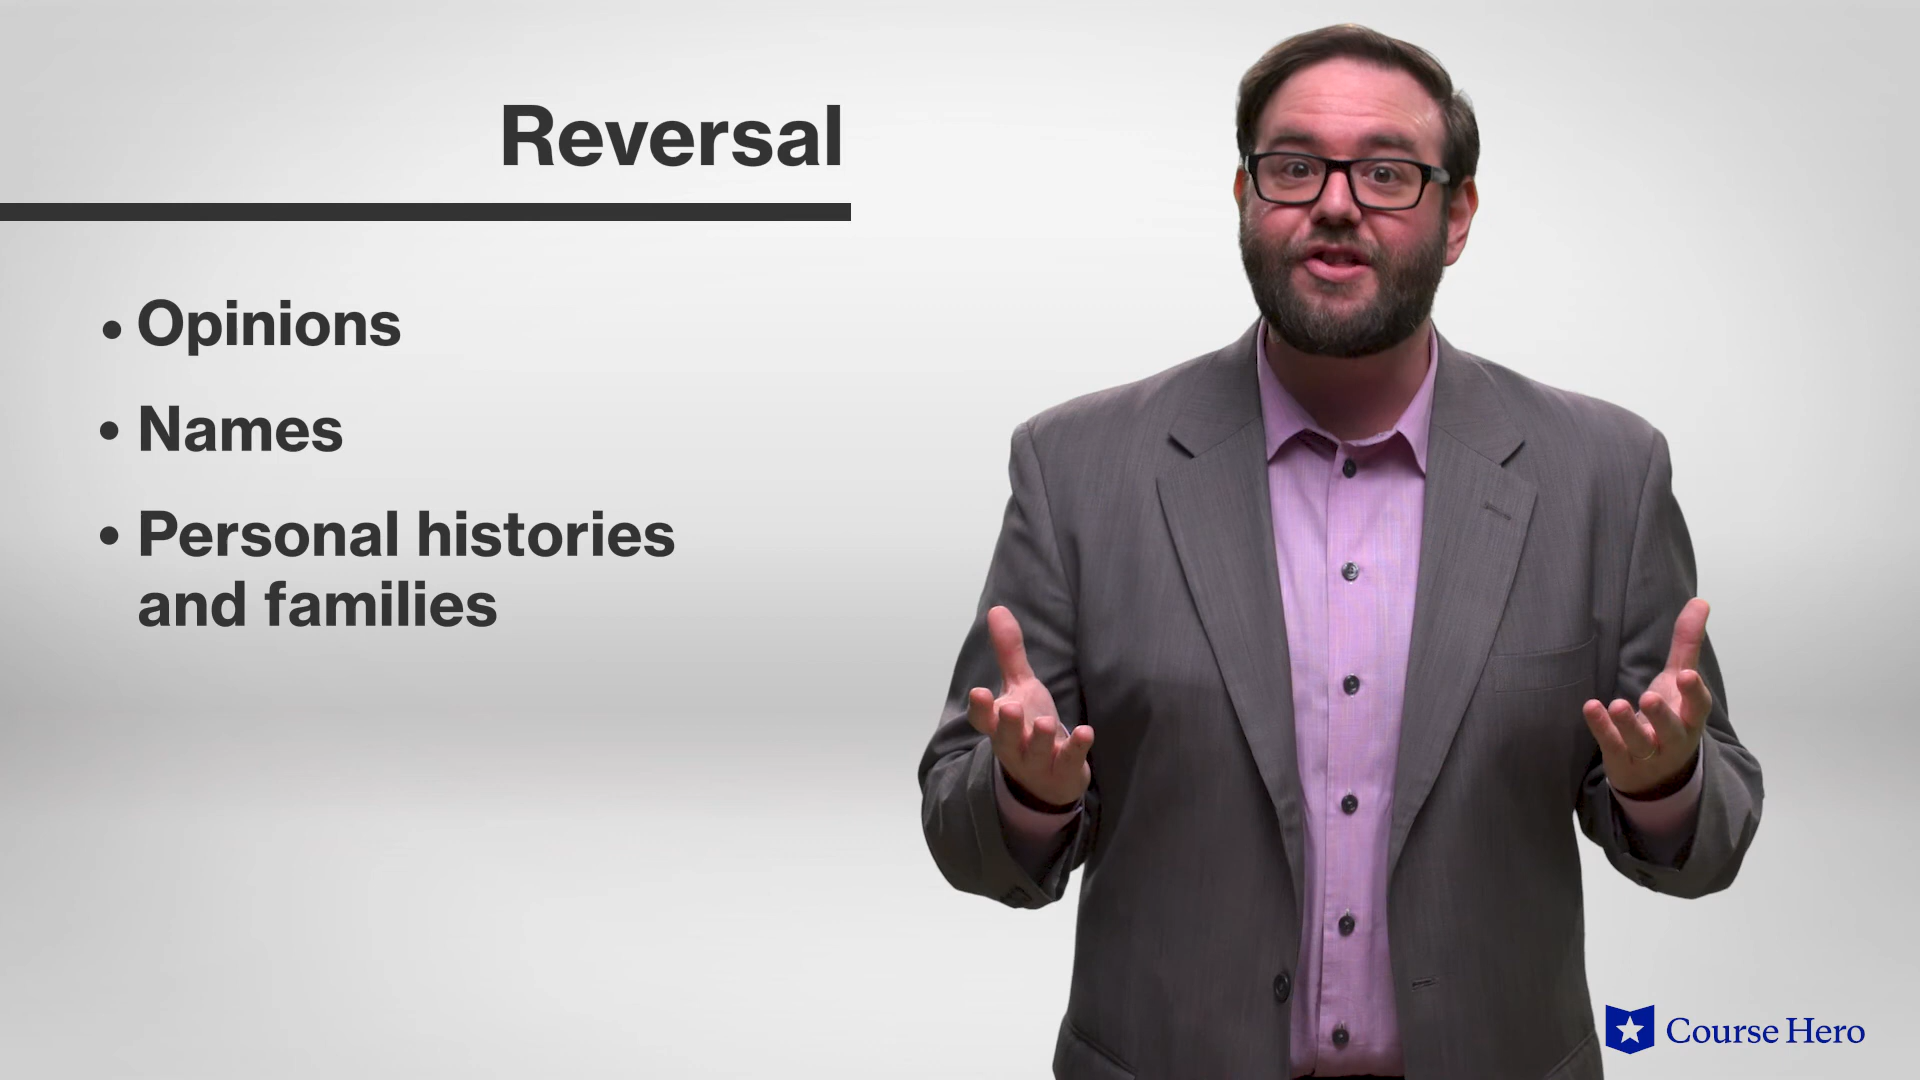 Reversal
• Opinions
• Names
• Personal histories
and families
Course Hero